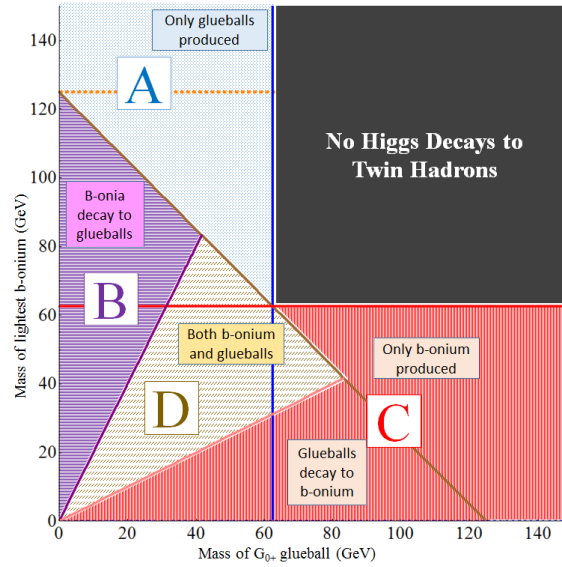 140
120
100
80
60
40
20
0
Mass of lightest b-onium (GeV)
Only glueballs
produced
A
No Higgs Decays to
Twin Hadrons
B-onia
decay to
glueballs
B
Both b-onium
and glueballs
Only b-onium
produced
D
C
Glueballs
decay to
b-onium
0
20
40
60
80
100
120
140
Mass of G0+ glueball (GeV)